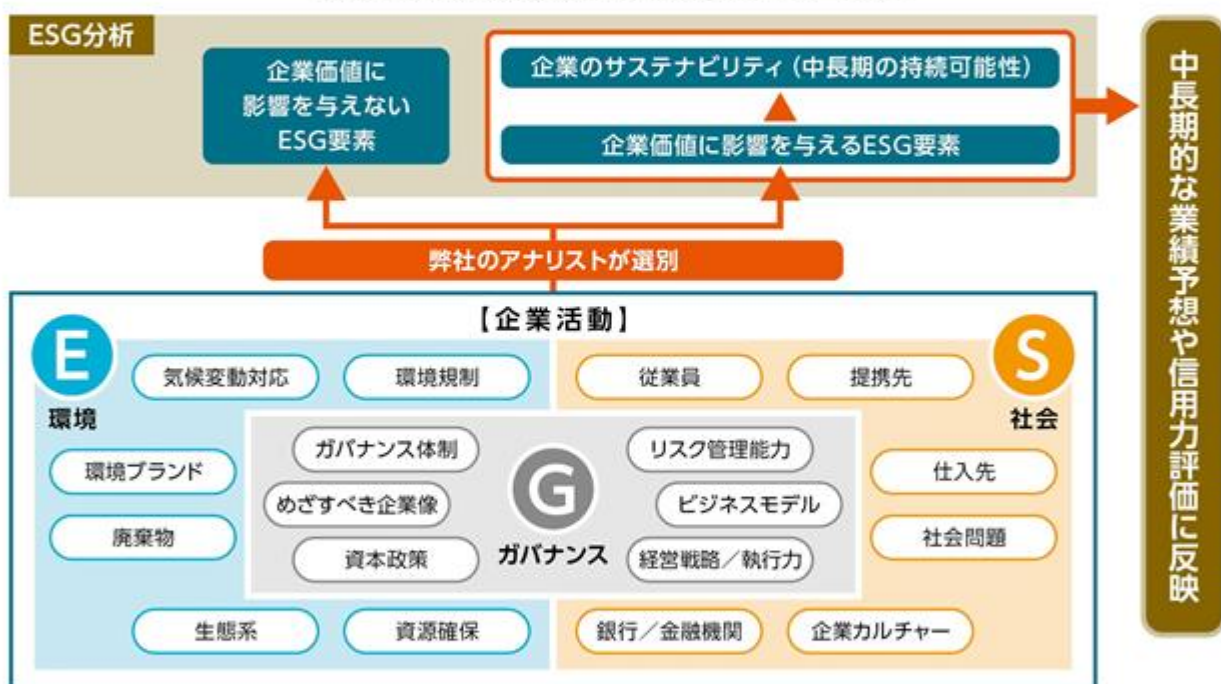 ESG分析
企業価値に
影響を与えない
ESG要素
企業のサステナビリティ（中長期の持続可能性）
企業価値に影響を与えるESG要素
中長期的な業績予想や信用力評価に反映
弊社のアナリストが選別
【企業活動】
E
環境
S
社会
気候変動対応
環境規制
従業員
提携先
環境ブランド
廃棄物
ガバナンス体制
めざすべき企業像
資本政策
G
ガバナンス
リスク管理能力
ビジネスモデル
経営戦略／執行力
仕入先
社会問題
生態系
資源確保
銀行／金融機関
企業カルチャー